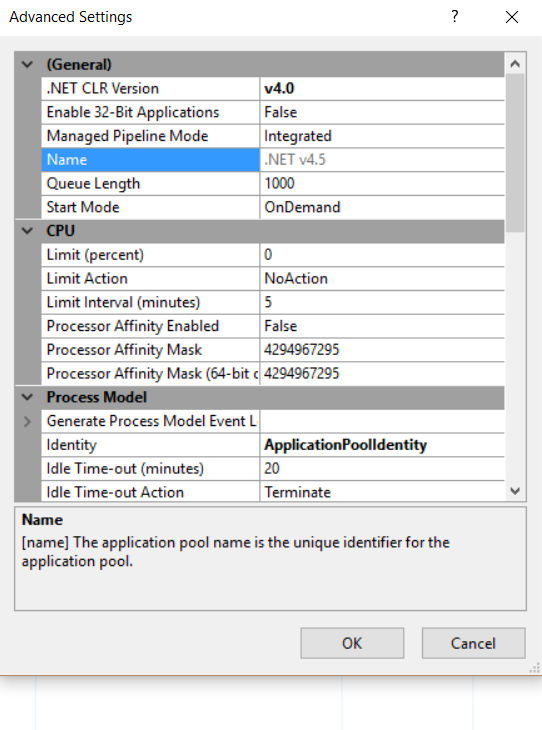 Advanced Settings ?
(General)
.NET CLR Version v4.0
Enable 32-Bit Applications False
Managed Pipeline Mode Integrated
Name .NET v4.5
Queue Length 1000
Start Mode OnDemand
CPU
Limit (percent) 0
Limit Action NoAction
Limit Interval (minutes) 5
Processor Affinity Enabled False
Processor Affinity Mask 4294967295
Processor Affinity Mask (64-bit o 4294967295
Process Model
Generate Process Model Event L
Identity ApplicationPoolIdentity
Idle Time-out (minutes) 20
Idle Time-out Action Terminate
Name
[name] The application pool name is the unique identifier for the
application pool.
OK Cancel